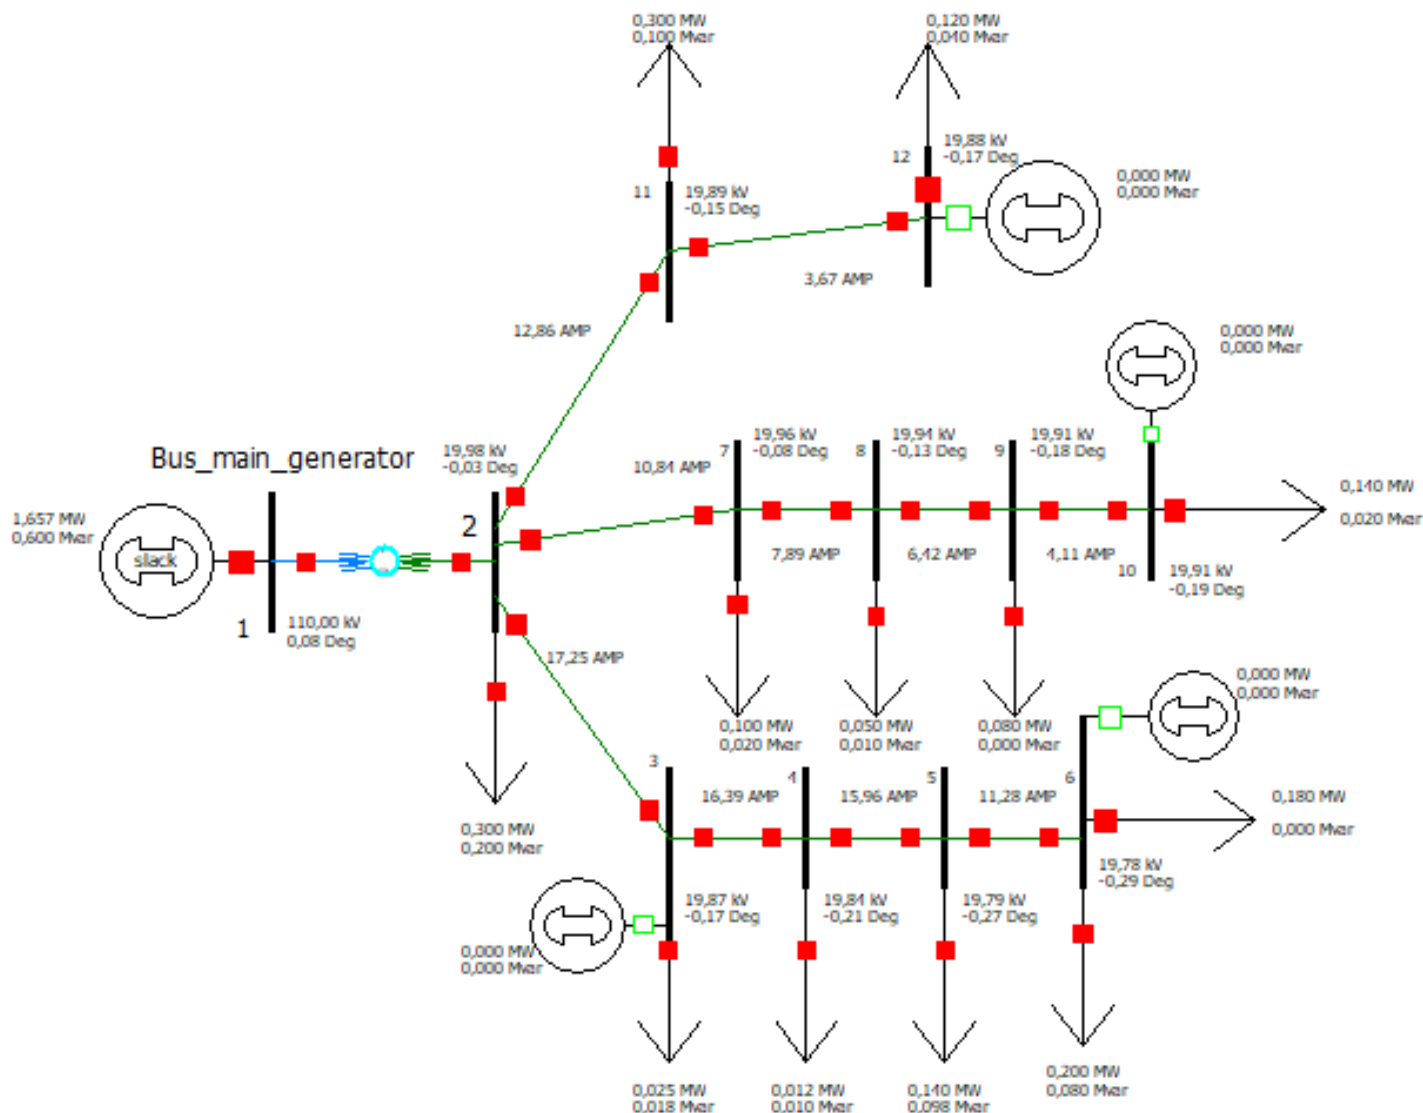 0,300 MW
0,100 Mvar
0,120 MW
0,040 Mvar
12
19,88 kV
-0,17 Deg
0,000 MW
0,000 Mvar
11
19,89 kV
-0,15 Deg
3,67 AMP
12,86 AMP
0,000 MW
0,000 Mvar
Bus_main_generator
19,98 kV
-0,03 Deg
2
10,84 AMP
7
19,96 kV
-0,08 Deg
8
19,94 kV
-0,13 Deg
9
19,91 kV
-0,18 Deg
0,140 MW
0,020 Mvar
1,657 MW
0,600 Mvar
slack
7,89 AMP
6,42 AMP
4,11 AMP
10
19,91 kV
-0,19 Deg
1
110,00 kV
0,08 Deg
17,25 AMP
0,100 MW
0,020 Mvar
0,050 MW
0,010 Mvar
0,080 MW
0,000 Mvar
0,000 MW
0,000 Mvar
3
16,39 AMP
4
15,96 AMP
5
11,28 AMP
6
0,180 MW
0,000 Mvar
0,300 MW
0,200 Mvar
19,87 kV
-0,17 Deg
19,84 kV
-0,21 Deg
19,79 kV
-0,27 Deg
19,78 kV
-0,29 Deg
0,000 MW
0,000 Mvar
0,025 MW
0,018 Mvar
0,012 MW
0,010 Mvar
0,140 MW
0,098 Mvar
0,200 MW
0,080 Mvar